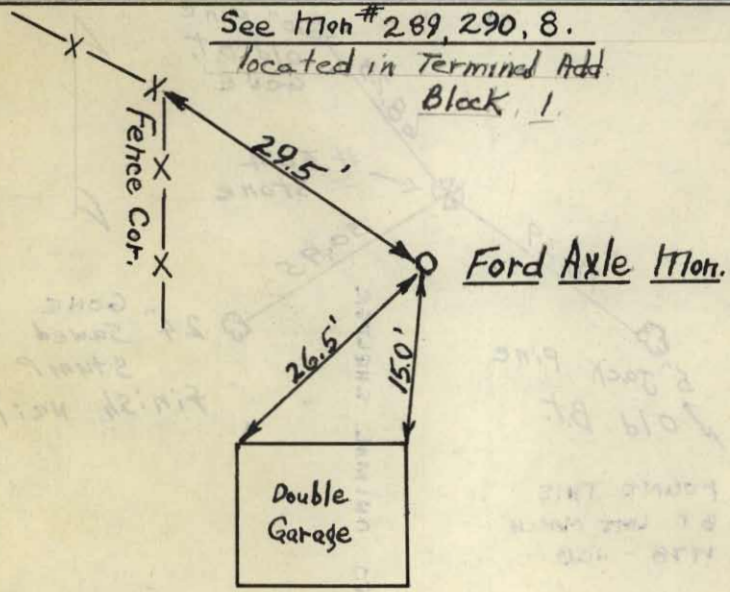 See Mon # 289, 290, 8.
located in Terminal Add.
Block 1.
29.5'
Fence Cor.
Ford Axle Mon.
26.5'
15.0'
Double
Garage